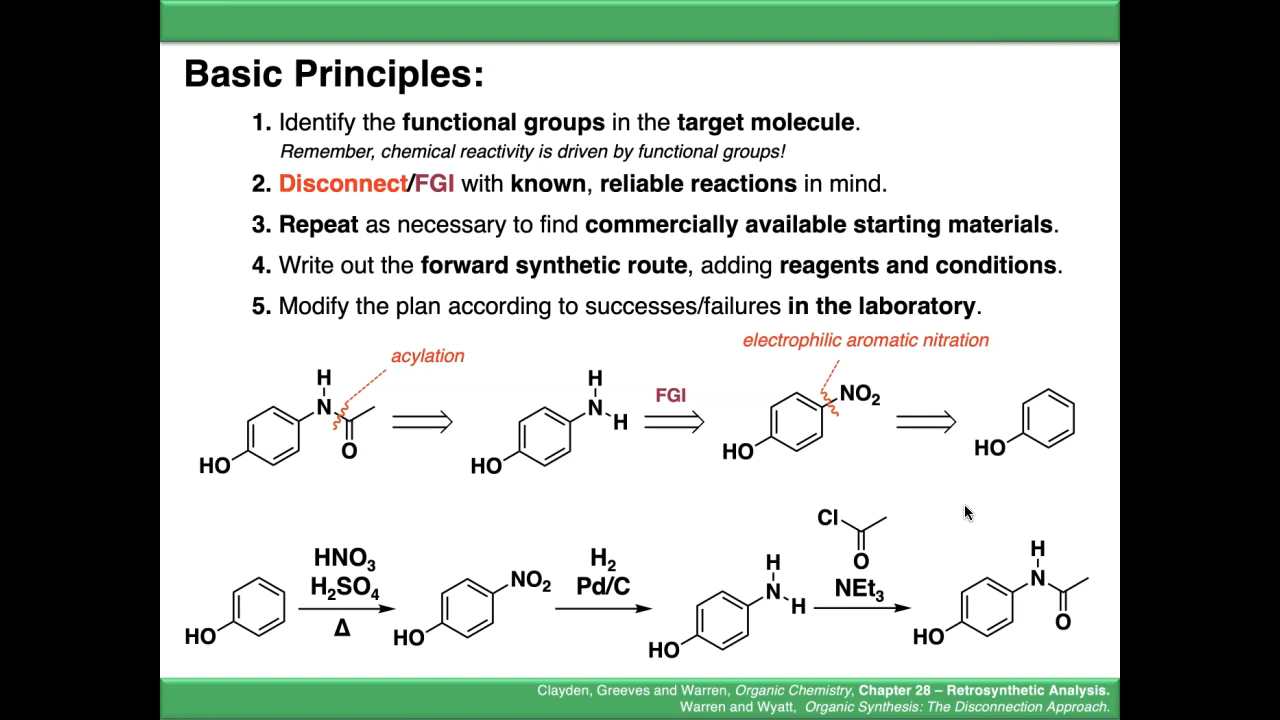 Basic Principles:
1. Identify the functional groups in the target molecule.
Remember, chemical reactivity is driven by functional groups!
2. Disconnect/FGI with known, reliable reactions in mind.
3. Repeat as necessary to find commercially available starting materials.
4. Write out the forward synthetic route, adding reagents and conditions.
5. Modify the plan according to successes/failures in the laboratory.
acylation
electrophilic aromatic nitration
H
N
O
HO
H
N
H
HO
FGI
NO₂
HO
HO
HO
HNO₃
H₂SO₄
Δ
NO₂
HO
H₂
Pd/C
H
N
H
HO
Cl
O
NEt₃
H
N
O
HO
Clayden, Greeves and Warren, Organic Chemistry, Chapter 28 – Retrosynthetic Analysis.
Warren and Wyatt, Organic Synthesis: The Disconnection Approach.